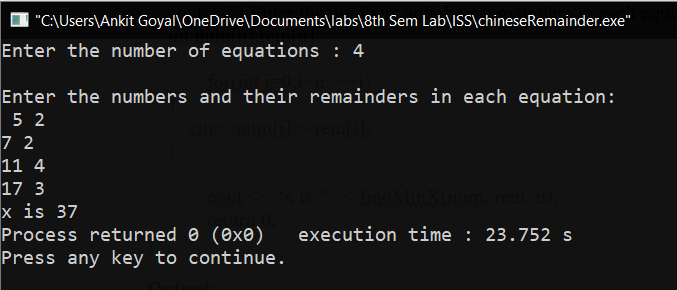 "C:\Users\Ankit Goyal\OneDrive\Documents\labs\8th Sem Lab\ISS\chineseRemainder.exe"
Enter the number of equations : 4
Enter the numbers and their remainders in each equation:
5 2
7 2
11 4
17 3
x is 37
Process returned 0 (0x0)   execution time : 23.752 s
Press any key to continue.